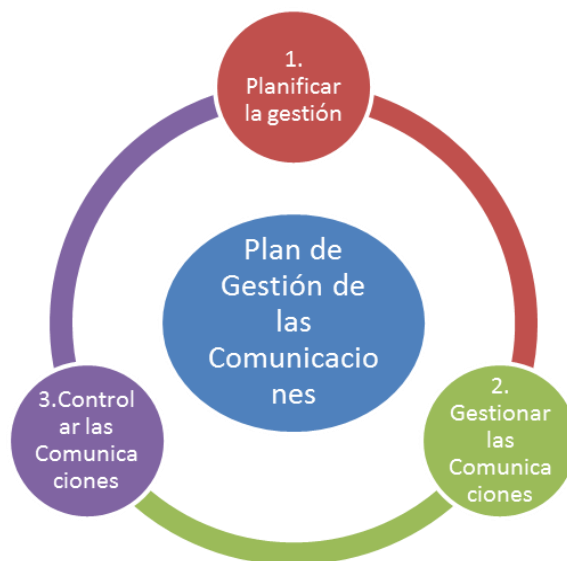 1.
Planificar
la gestión
Plan de
Gestión de
las
Comunicacio
nes
3.Control
ar las
Comunica
ciones
2.
Gestionar
las
Comunica
ciones